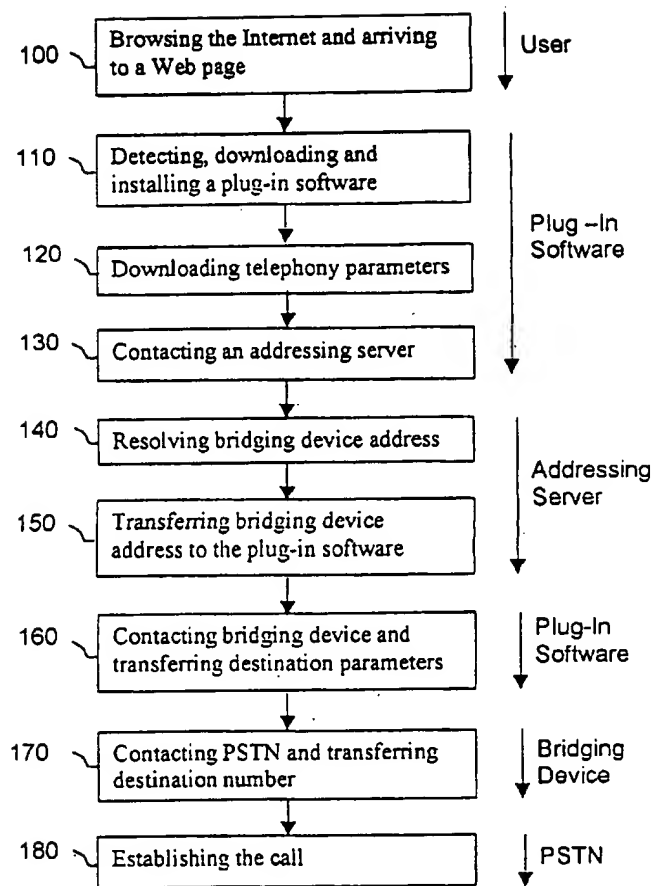 100
Browsing the Internet and arriving
to a Web page
User
110
Detecting, downloading and
installing a plug-in software
Plug –In
Software
120
Downloading telephony parameters
130
Contacting an addressing server
140
Resolving bridging device address
Addressing
Server
150
Transferring bridging device
address to the plug-in software
160
Contacting bridging device and
transferring destination parameters
Plug-In
Software
170
Contacting PSTN and transferring
destination number
Bridging
Device
180
Establishing the call
PSTN